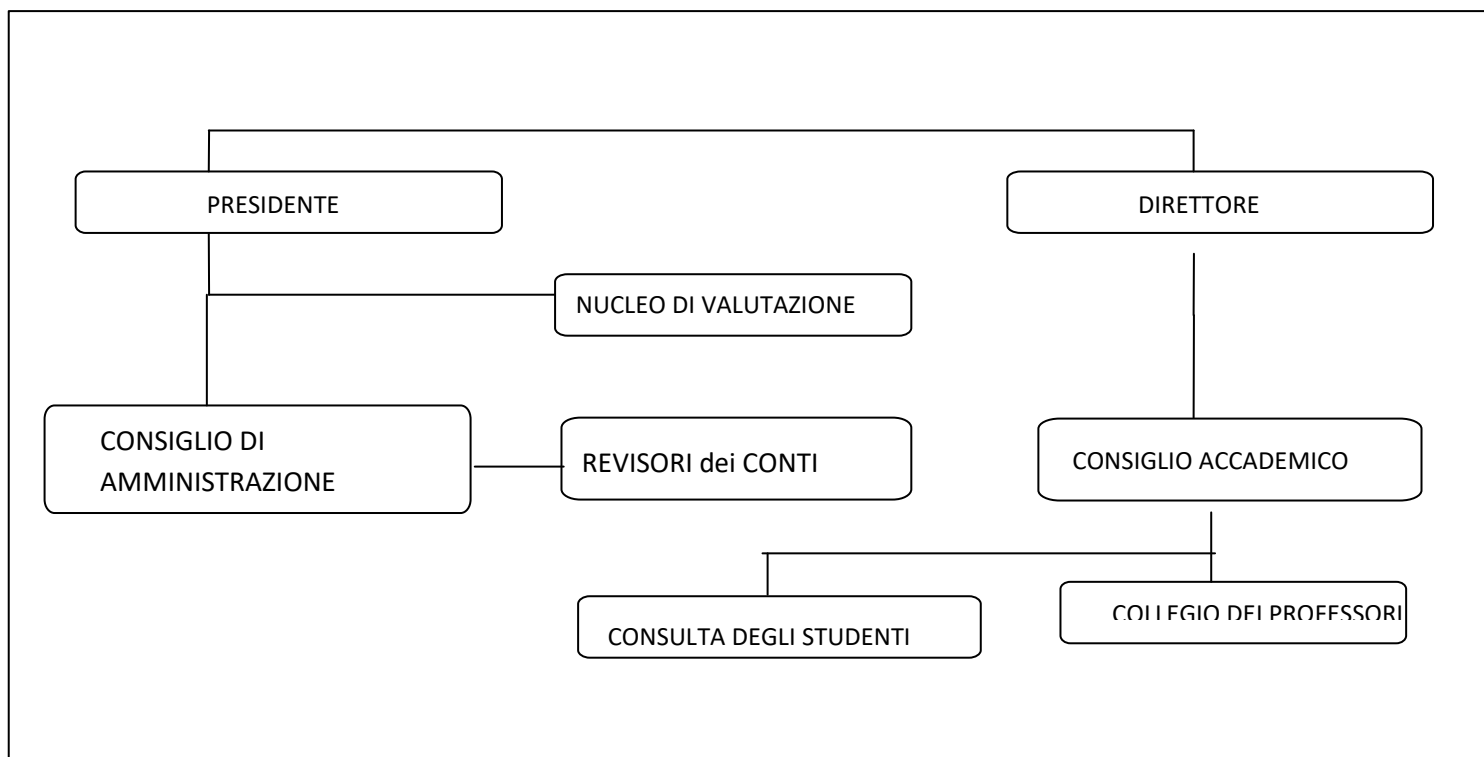 PRESIDENTE
DIRETTORE
NUCLEO DI VALUTAZIONE
CONSIGLIO DI
AMMINISTRAZIONE
REVISORI dei CONTI
CONSIGLIO ACCADEMICO
CONSULTA DEGLI STUDENTI
COLLEGIO DEI PROFESSORI